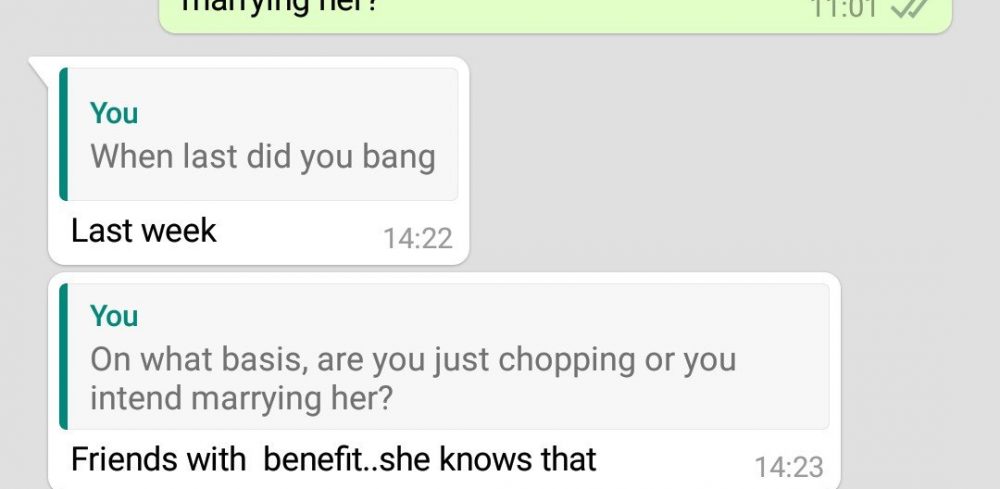 marrying her?
11:01
You
When last did you bang
Last week
14:22
You
On what basis, are you just chopping or you
intend marrying her?
Friends with  benefit..she knows that
14:23